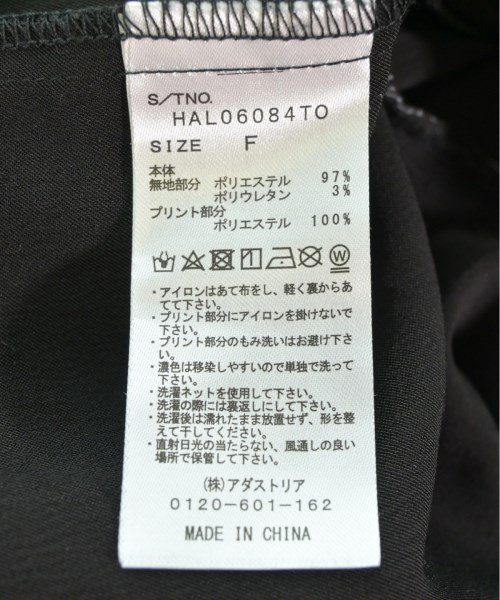 S/TNO.
HAL06084TO
SIZE F
本体
無地部分 ポリエステル 97%
ポリウレタン 3%
プリント部分
ポリエステル 100%
・アイロンはあて布をし、軽く裏からあ
てて下さい。
・プリント部分にアイロンを掛けないで
下さい。
・プリント部分のもみ洗いはお避け下さ
い。
・濃色は移染しやすいので単独で洗って
下さい。
・洗濯ネットを使用して下さい。
・洗濯の際には裏返しにして下さい。
・洗濯後は濡れたまま放置せず、形を整
えて干してください。
・直射日光の当たらない、風通しの良い
場所で保管して下さい。
(株)アダストリア
0120-601-162
MADE IN CHINA